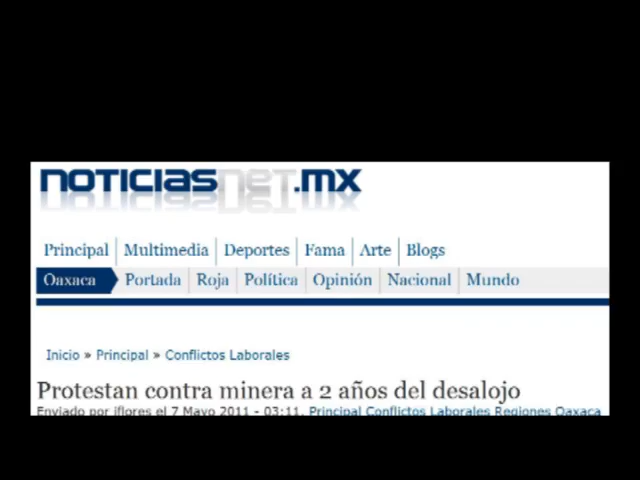 noticiasnet.mx
Principal Multimedia Deportes Fama Arte Blogs
Oaxaca Portada Roja Política Opinión Nacional Mundo
Inicio » Principal » Conflictos Laborales
Protestan contra minera a 2 años del desalojo
Enviado por jflores el 7 Mayo 2011 - 03:11. Principal Conflictos Laborales Regiones Oaxaca